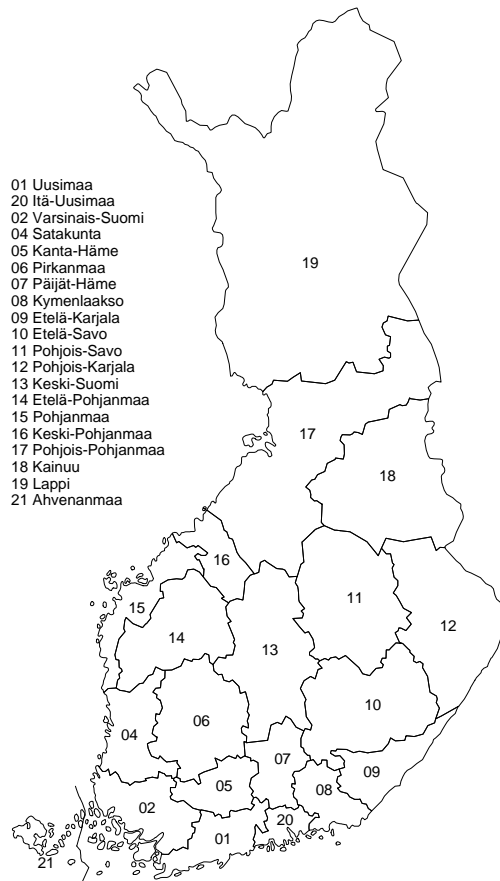 01 Uusimaa
20 Itä-Uusimaa
02 Varsinais-Suomi
04 Satakunta
05 Kanta-Häme
06 Pirkanmaa
07 Päijät-Häme
08 Kymenlaakso
09 Etelä-Karjala
10 Etelä-Savo
11 Pohjois-Savo
12 Pohjois-Karjala
13 Keski-Suomi
14 Etelä-Pohjanmaa
15 Pohjanmaa
16 Keski-Pohjanmaa
17 Pohjois-Pohjanmaa
18 Kainuu
19 Lappi
21 Ahvenanmaa
19
17
18
16
11
15
12
14
13
10
06
04
07
09
05
08
02
20
01
21